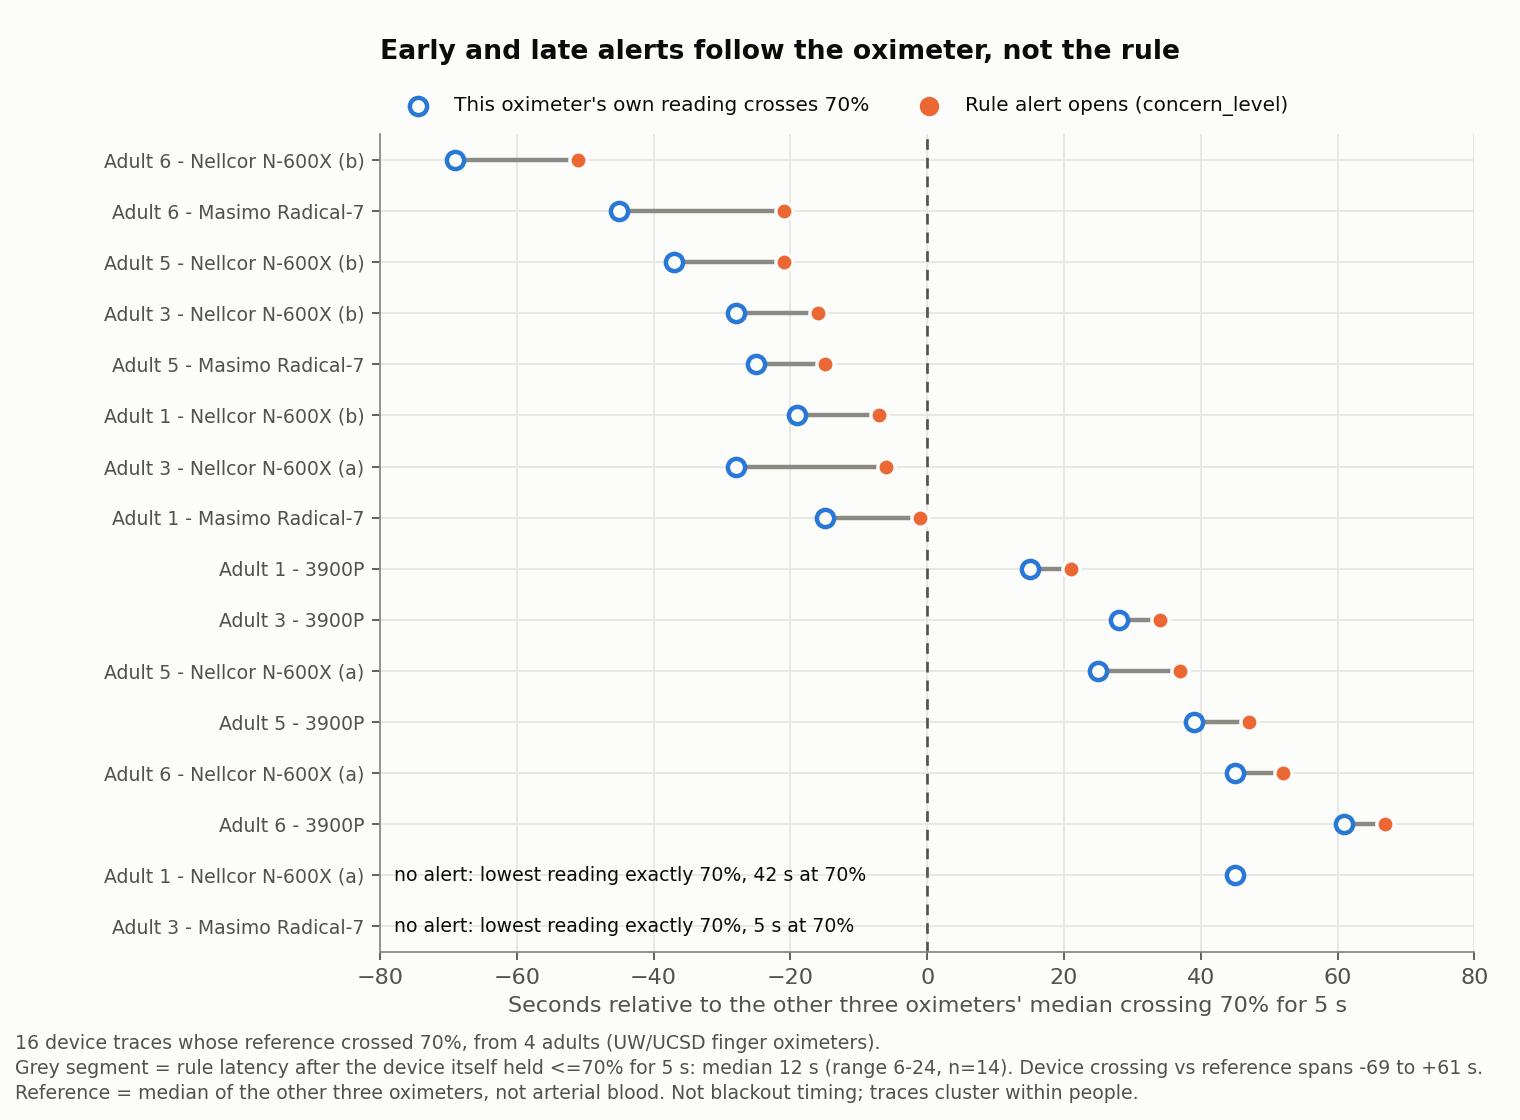 Early and late alerts follow the oximeter, not the rule
This oximeter's own reading crosses 70%
Rule alert opens (concern_level)
Adult 6 - Nellcor N-600X (b)
Adult 6 - Masimo Radical-7
Adult 5 - Nellcor N-600X (b)
Adult 3 - Nellcor N-600X (b)
Adult 5 - Masimo Radical-7
Adult 1 - Nellcor N-600X (b)
Adult 3 - Nellcor N-600X (a)
Adult 1 - Masimo Radical-7
Adult 1 - 3900P
Adult 3 - 3900P
Adult 5 - Nellcor N-600X (a)
Adult 5 - 3900P
Adult 6 - Nellcor N-600X (a)
Adult 6 - 3900P
Adult 1 - Nellcor N-600X (a)
no alert: lowest reading exactly 70%, 42 s at 70%
Adult 3 - Masimo Radical-7
no alert: lowest reading exactly 70%, 5 s at 70%
−80 −60 −40 −20 0 20 40 60 80
Seconds relative to the other three oximeters' median crossing 70% for 5 s
16 device traces whose reference crossed 70%, from 4 adults (UW/UCSD finger oximeters).
Grey segment = rule latency after the device itself held <=70% for 5 s: median 12 s (range 6-24, n=14). Device crossing vs reference spans -69 to +61 s.
Reference = median of the other three oximeters, not arterial blood. Not blackout timing; traces cluster within people.